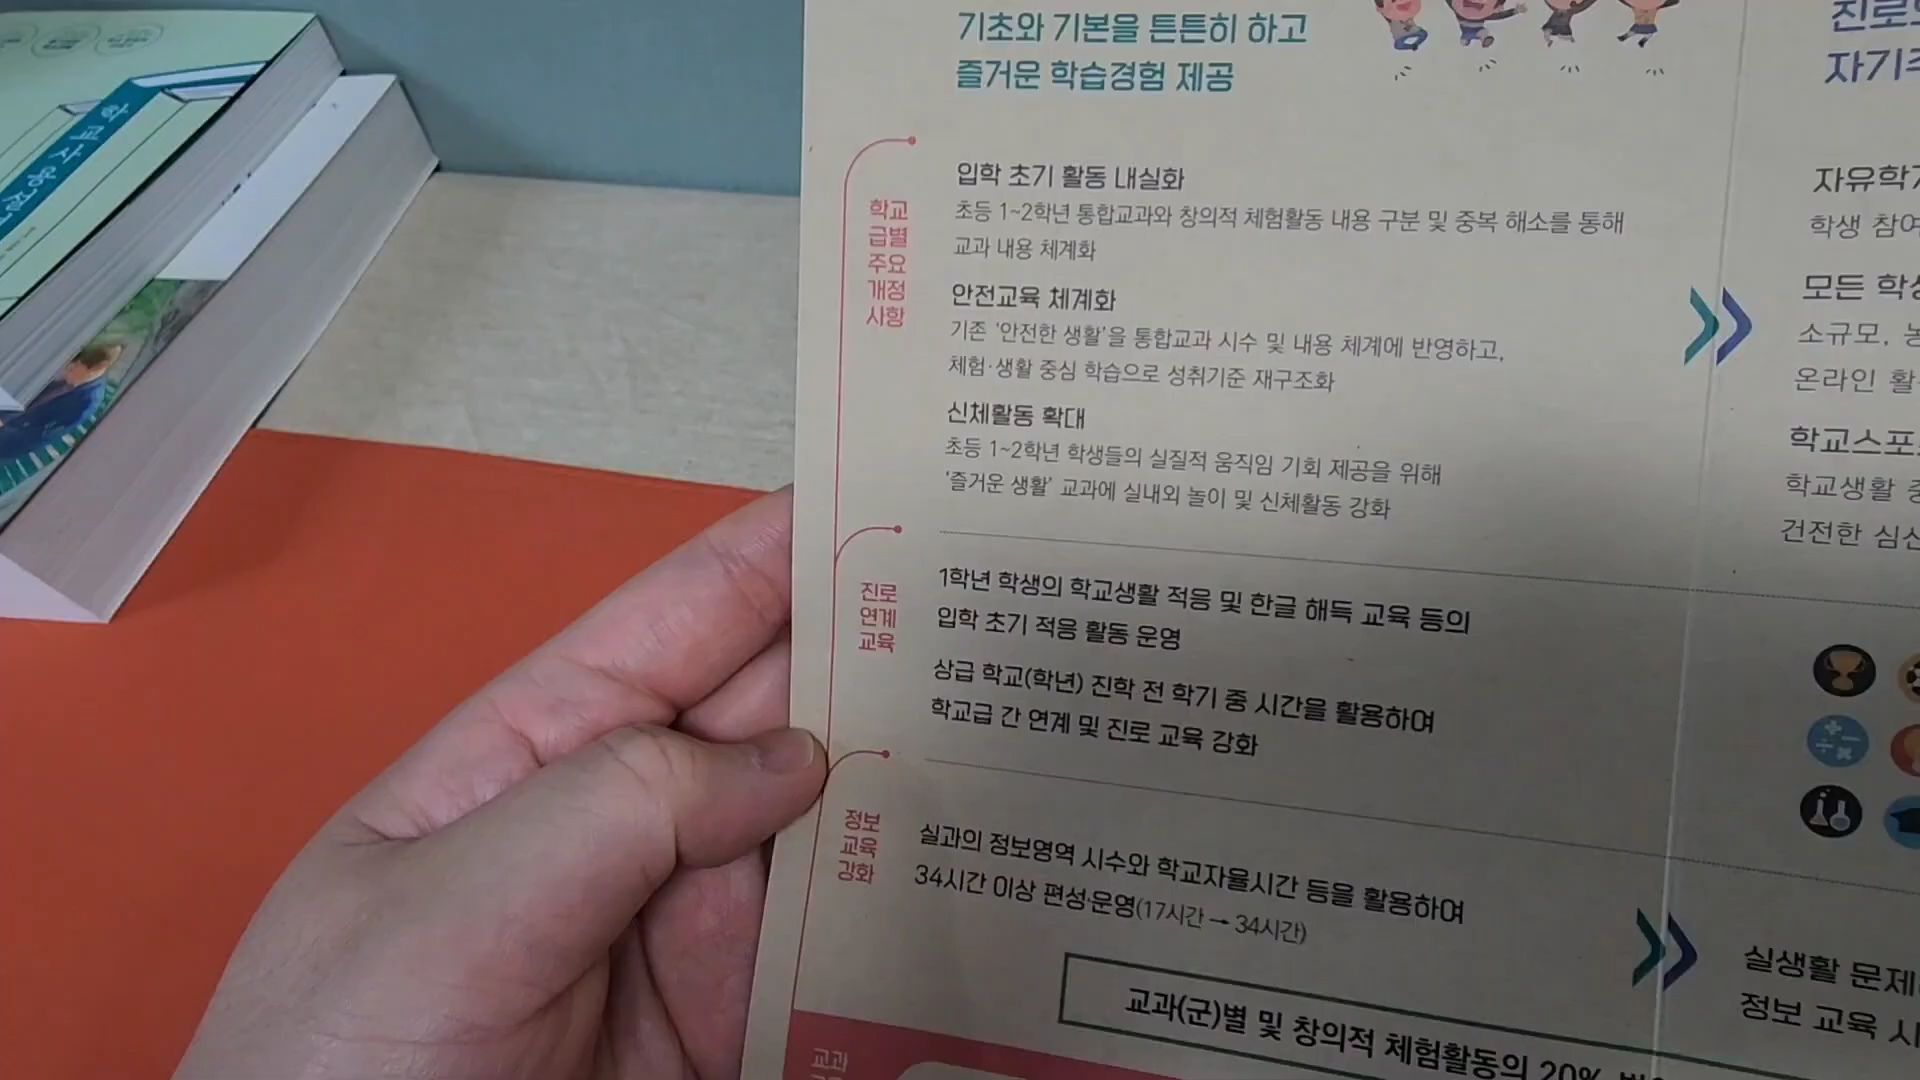 학교사용설
기초와 기본을 튼튼히 하고
즐거운 학습경험 제공
학교
급별
주요
개정
사항
입학 초기 활동 내실화
초등 1~2학년 통합교과와 창의적 체험활동 내용 구분 및 중복 해소를 통해
교과 내용 체계화
안전교육 체계화
기존 '안전한 생활'을 통합교과 시수 및 내용 체계에 반영하고,
체험·생활 중심 학습으로 성취기준 재구조화
신체활동 확대
초등 1~2학년 학생들의 실질적 움직임 기회 제공을 위해
'즐거운 생활' 교과에 실내외 놀이 및 신체활동 강화
진로
연계
교육
1학년 학생의 학교생활 적응 및 한글 해득 교육 등의
입학 초기 적응 활동 운영
상급 학교(학년) 진학 전 학기 중 시간을 활용하여
학교급 간 연계 및 진로 교육 강화
정보
교육
강화
실과의 정보영역 시수와 학교자율시간 등을 활용하여
34시간 이상 편성·운영(17시간→34시간)
교과(군)별 및 창의적 체험활동의 20%
교과
진로
자기주
자유학기
학생 참여
모든 학생
소규모, 농
온라인 활
학교스포
학교생활 중
건전한 심신
실생활 문제
정보 교육 시